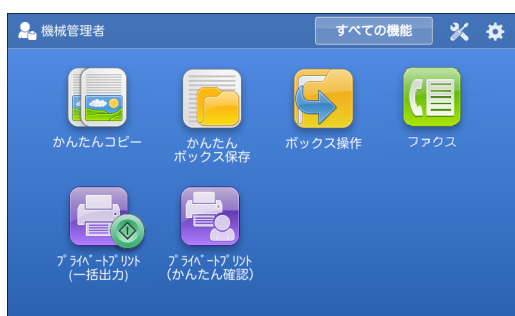 機械管理者
すべての機能
かんたんコピー
かんたん
ボックス保存
ボックス操作
ファクス
プライベートプリント
(一括出力)
プライベートプリント
(かんたん確認)